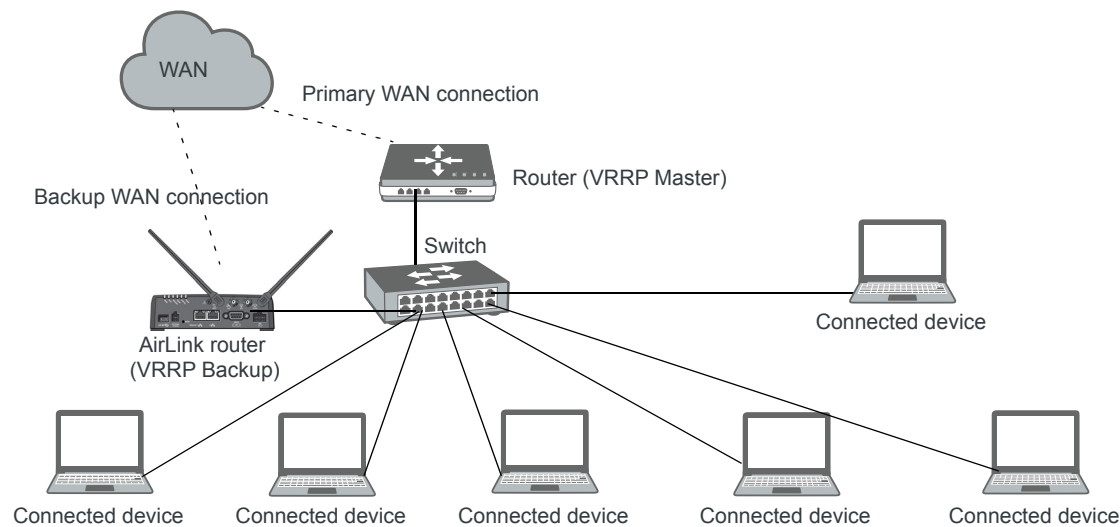 WAN
Primary WAN connection
Router (VRRP Master)
Backup WAN connection
Switch
Connected device
AirLink router
(VRRP Backup)
Connected device
Connected device
Connected device
Connected device
Connected device